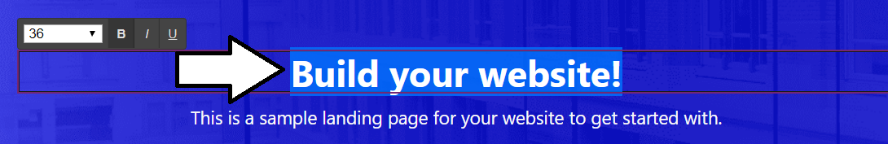 36 B I U
Build your website!
This is a sample landing page for your website to get started with.